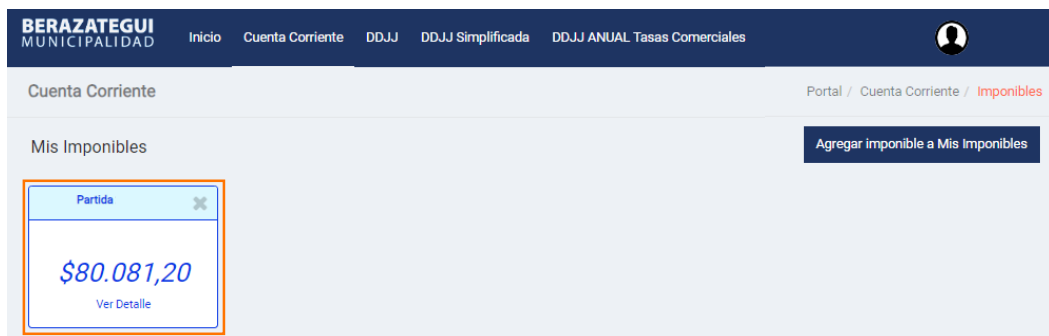 BERAZATEGUI
MUNICIPALIDAD
Inicio Cuenta Corriente DDJJ DDJJ Simplificada DDJJ ANUAL Tasas Comerciales
Cuenta Corriente
Portal / Cuenta Corriente / Imponibles
Mis Imponibles
Agregar imponible a Mis Imponibles
Partida
$80.081,20
Ver Detalle